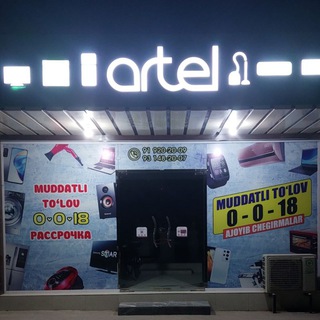 artel
91 920-20-09
93 148-20-07
MUDDATLI
TO'LOV
0-0-18
РАССРОЧКА
MUDDATLI TO'LOV
0-0-18
AJOYIB CHEGIRMALAR